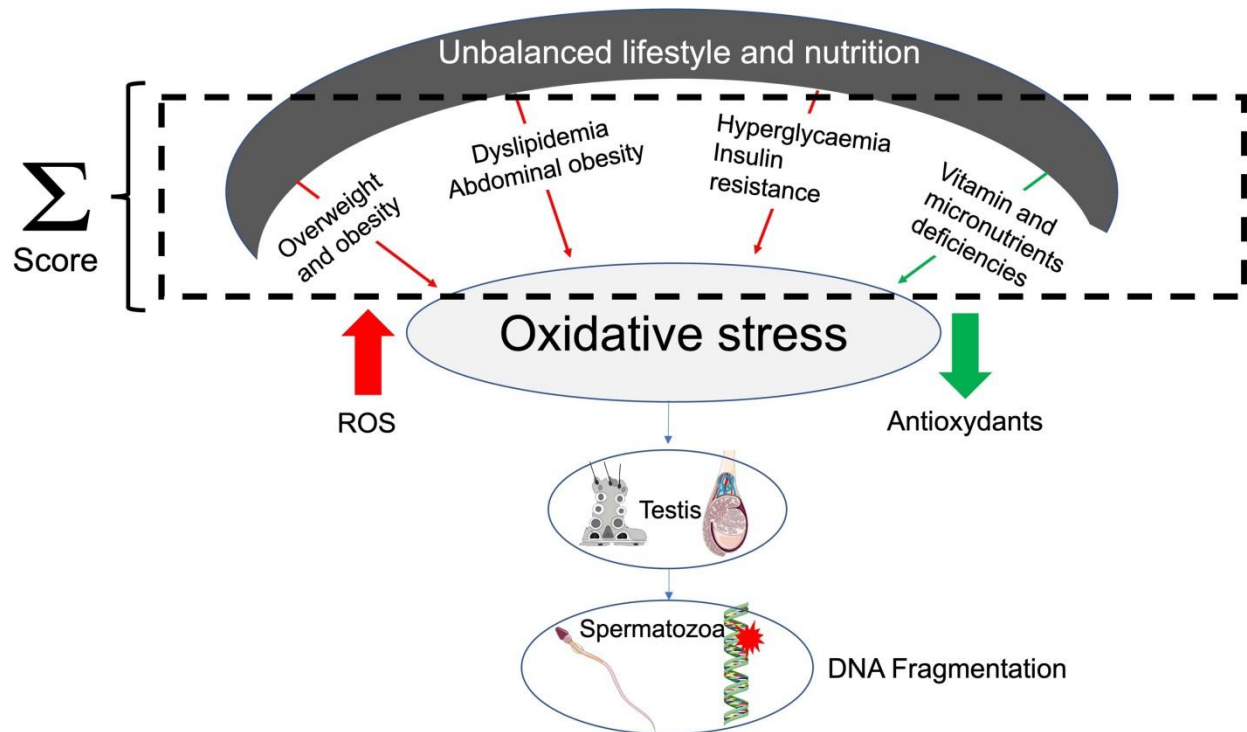 Unbalanced lifestyle and nutrition
Σ
Score
Overweight
and obesity
Dyslipidemia
Abdominal obesity
Hyperglycaemia
Insulin
resistance
Vitamin and
micronutrients
deficiencies
Oxidative stress
ROS
Antioxydants
Testis
Spermatozoa
DNA Fragmentation